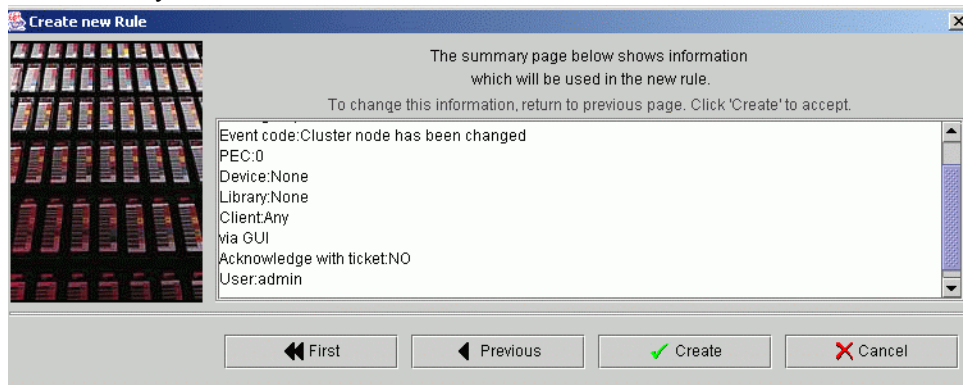 Create new Rule
The summary page below shows information
which will be used in the new rule.
To change this information, return to previous page. Click 'Create' to accept.
Event code:Cluster node has been changed
PEC:0
Device:None
Library:None
Client:Any
via GUI
Acknowledge with ticket:NO
User:admin
First
Previous
Create
Cancel